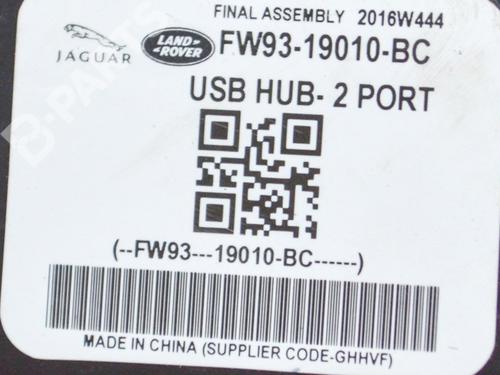 FINAL ASSEMBLY 2016W444
JAGUAR
LAND-
ROVER
FW93-19010-BC
USB HUB- 2 PORT
(--FW93---19010-BC------)
MADE IN CHINA (SUPPLIER CODE-GHHVF)
B-PARTS